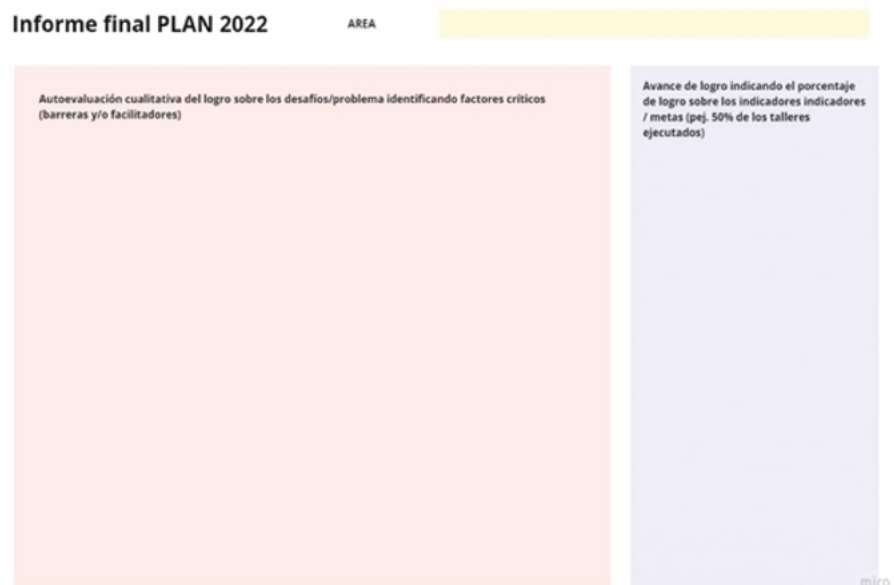 Informe final PLAN 2022
AREA
Autoevaluación cualitativa del logro sobre los desafíos/problema identificando factores críticos
(barreras y/o facilitadores)
Avance de logro indicando el porcentaje
de logro sobre los indicadores indicadores
/ metas (pej. 50% de los talleres
ejecutados)
miro